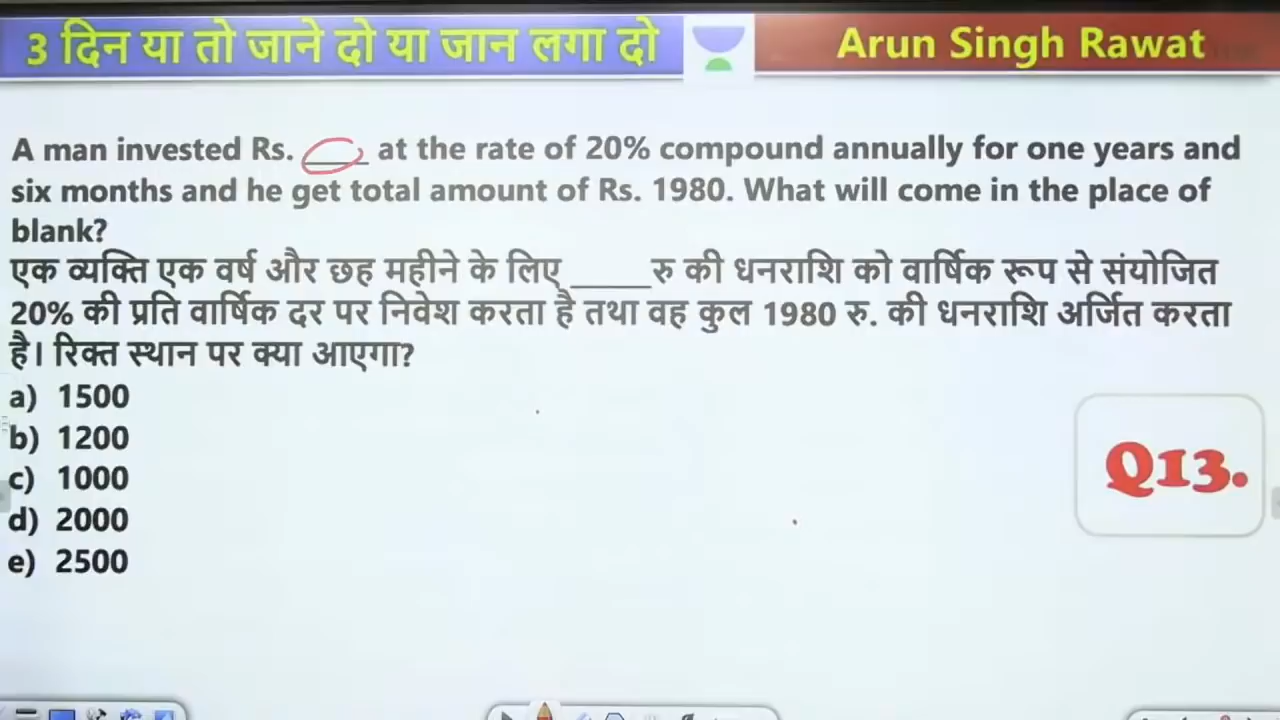 3 दिन या तो जाने दो या जान लगा दो
Arun Singh Rawat
A man invested Rs. ____ at the rate of 20% compound annually for one years and
six months and he get total amount of Rs. 1980. What will come in the place of
blank?
एक व्यक्ति एक वर्ष और छह महीने के लिए _____ रु की धनराशि को वार्षिक रूप से संयोजित
20% की प्रति वार्षिक दर पर निवेश करता है तथा वह कुल 1980 रु. की धनराशि अर्जित करता
है। रिक्त स्थान पर क्या आएगा?
a) 1500
b) 1200
c) 1000
d) 2000
e) 2500
Q13.